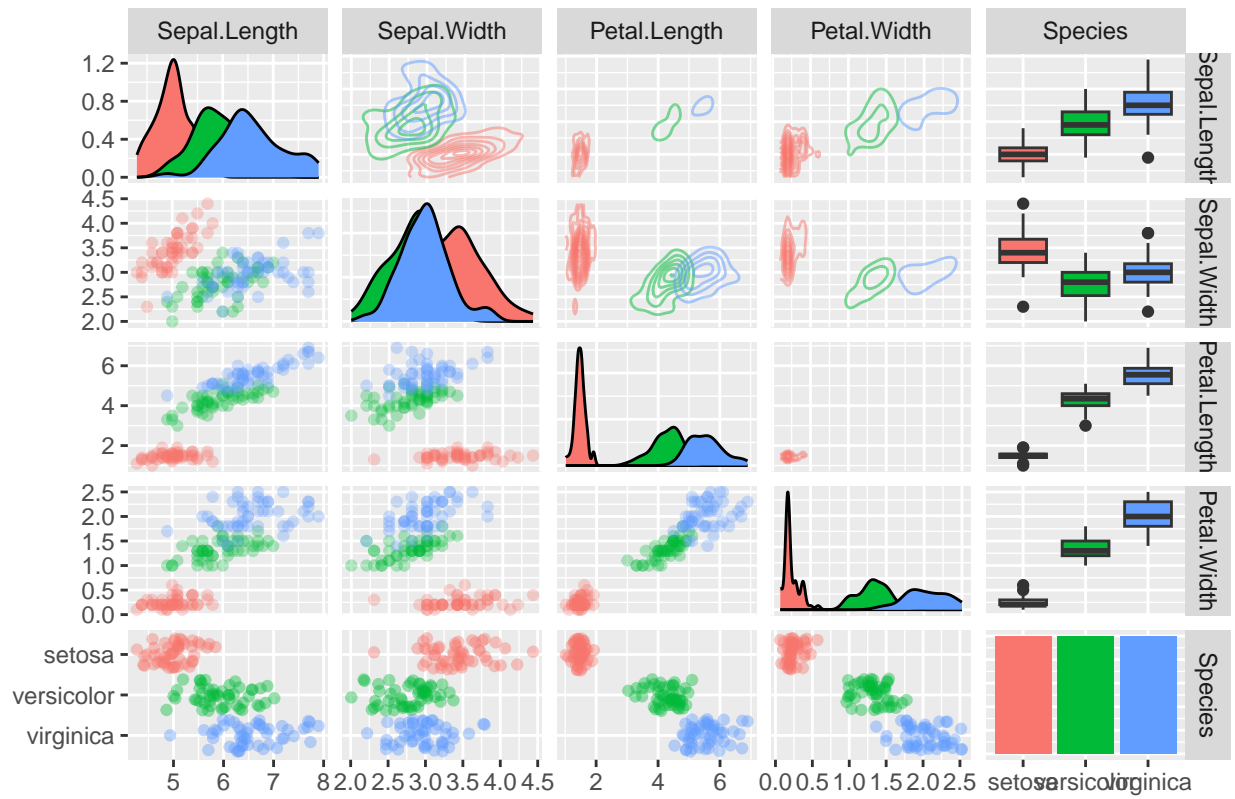 Sepal.Length Sepal.Width Petal.Length Petal.Width Species
1.2
0.8
0.4
0.0
Sepal.Length
4.5
4.0
3.5
3.0
2.5
2.0
Sepal.Width
6
4
2
Petal.Length
2.5
2.0
1.5
1.0
0.5
0.0
Petal.Width
setosa
versicolor
virginica
Species
5 6 7 8 2.0 2.5 3.0 3.5 4.0 4.5 2 4 6 0.0 0.5 1.0 1.5 2.0 2.5 setosa versicolor virginica